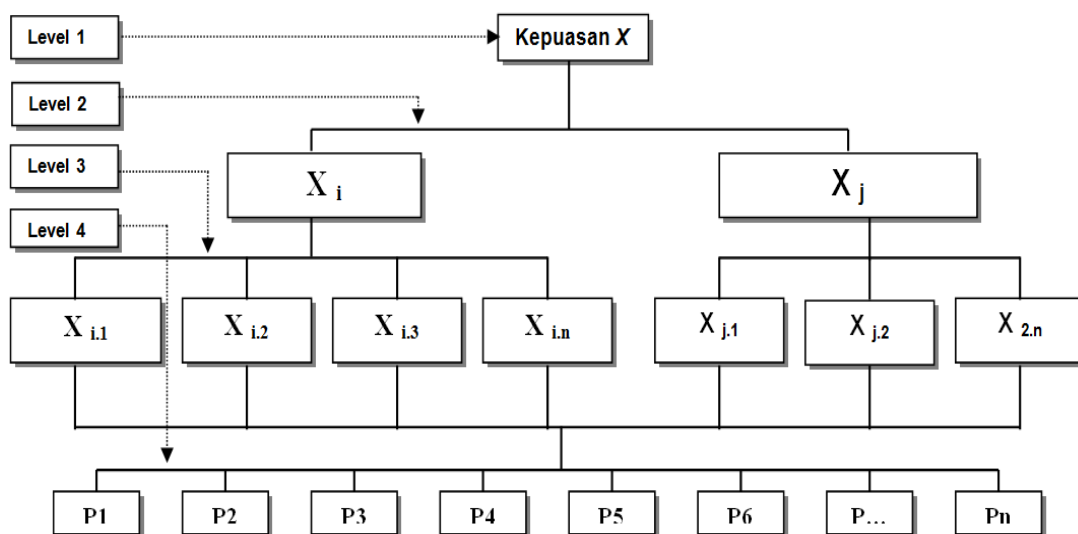 Level 1
Kepuasan X
Level 2
Level 3
X i
X j
Level 4
X i.1
X i.2
X i.3
X i.n
X j.1
X j.2
X 2.n
P1
P2
P3
P4
P5
P6
P...
Pn